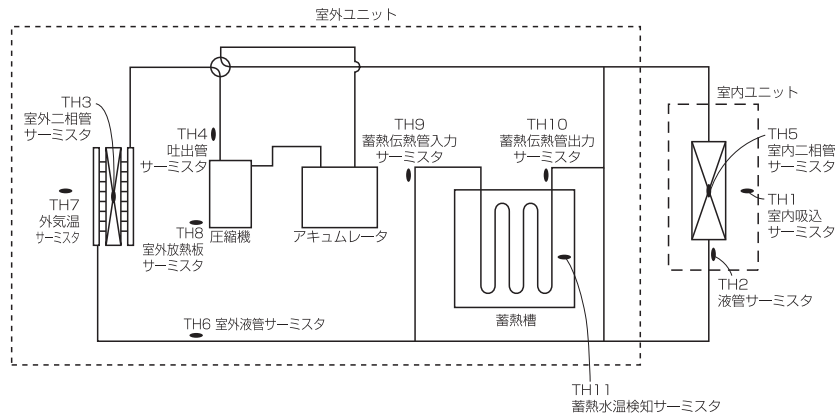 室外ユニット
室内ユニット
TH3
室外二相管
サーミスタ
TH4
吐出管
サーミスタ
TH9
蓄熱伝熱管入力
サーミスタ
TH10
蓄熱伝熱管出力
サーミスタ
TH5
室内二相管
サーミスタ
TH7
外気温
サーミスタ
TH8
室外放熱板
サーミスタ
圧縮機
アキュムレータ
TH1
室内吸込
サーミスタ
TH2
液管サーミスタ
TH6 室外液管サーミスタ
蓄熱槽
TH11
蓄熱水温検知サーミスタ